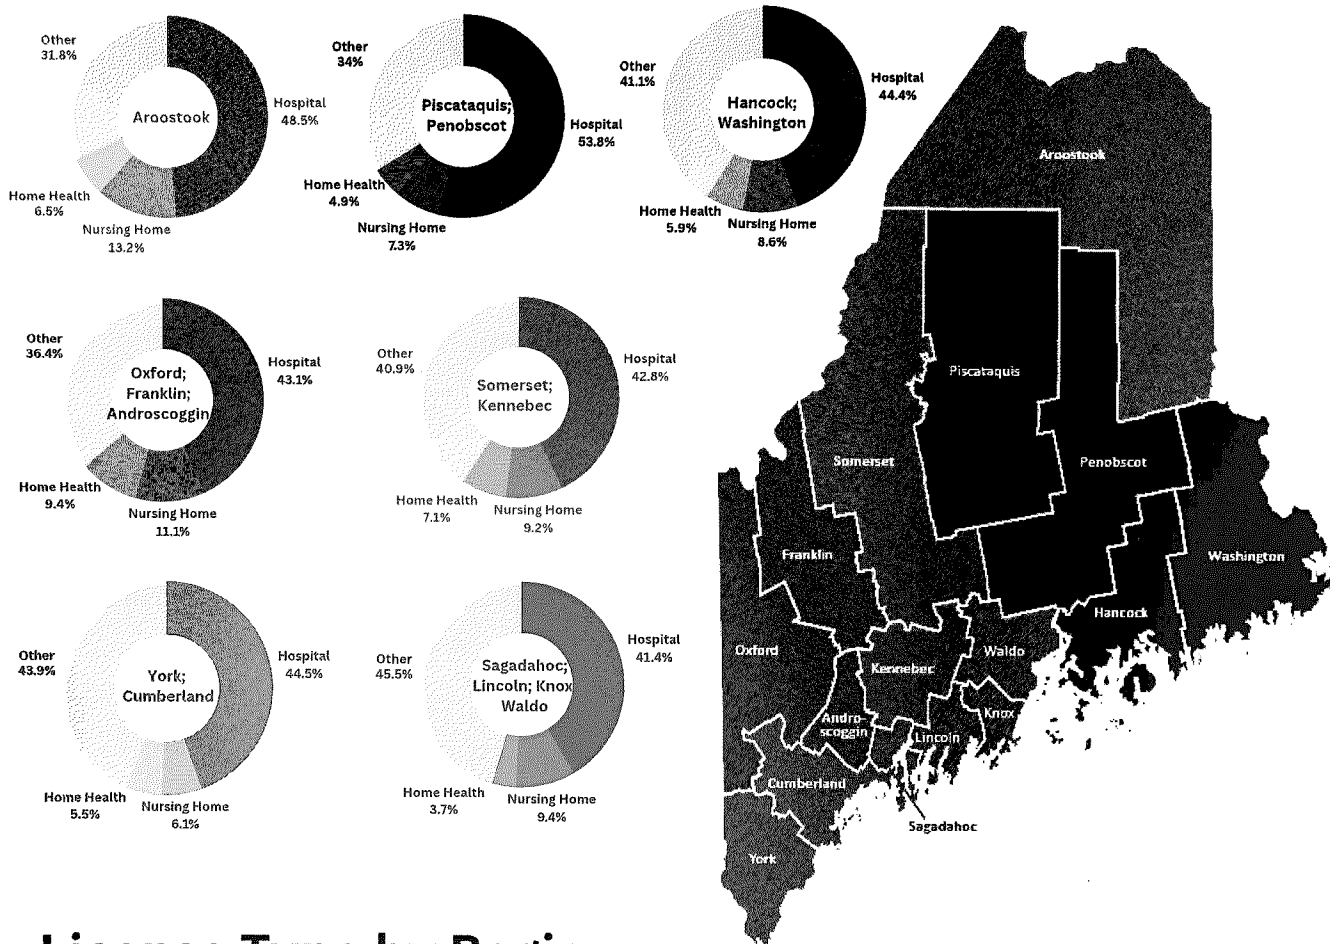 Other
31.8%
Aroostook
Hospital
48.5%
Home Health
6.5%
Nursing Home
13.2%
Other
34%
Piscataquis;
Penobscot
Hospital
53.8%
Home Health
4.9%
Nursing Home
7.3%
Other
41.1%
Hancock;
Washington
Hospital
44.4%
Home Health
5.9%
Nursing Home
8.6%
Other
36.4%
Oxford;
Franklin;
Androscoggin
Hospital
43.1%
Home Health
9.4%
Nursing Home
11.1%
Other
40.9%
Somerset;
Kennebec
Hospital
42.8%
Home Health
7.1%
Nursing Home
9.2%
Other
43.9%
York;
Cumberland
Hospital
44.5%
Home Health
5.5%
Nursing Home
6.1%
Other
45.5%
Sagadahoc;
Lincoln; Knox
Waldo
Hospital
41.4%
Home Health
3.7%
Nursing Home
9.4%
Aroostook
Piscataquis
Somerset
Penobscot
Franklin
Washington
Hancock
Oxford
Kennebec
Waldo
Knox
Andro-
scoggin
Lincoln
Cumberland
Sagadahoc
York